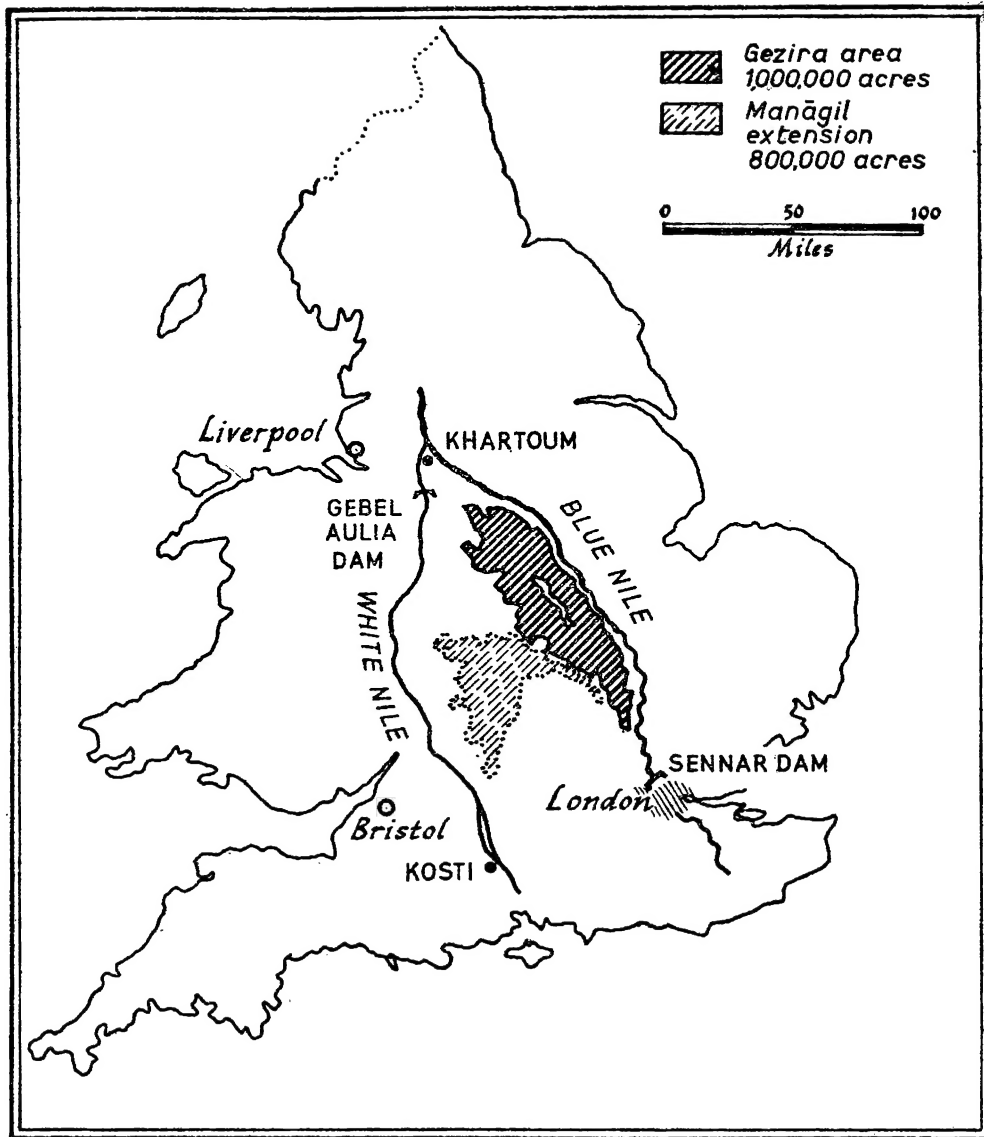 Gezira area
1,000,000 acres
Manāgil
extension
800,000 acres
0 50 100
Miles
Liverpool
KHARTOUM
GEBEL
AULIA
DAM
BLUE NILE
WHITE NILE
SENNAR DAM
London
Bristol
KOSTI